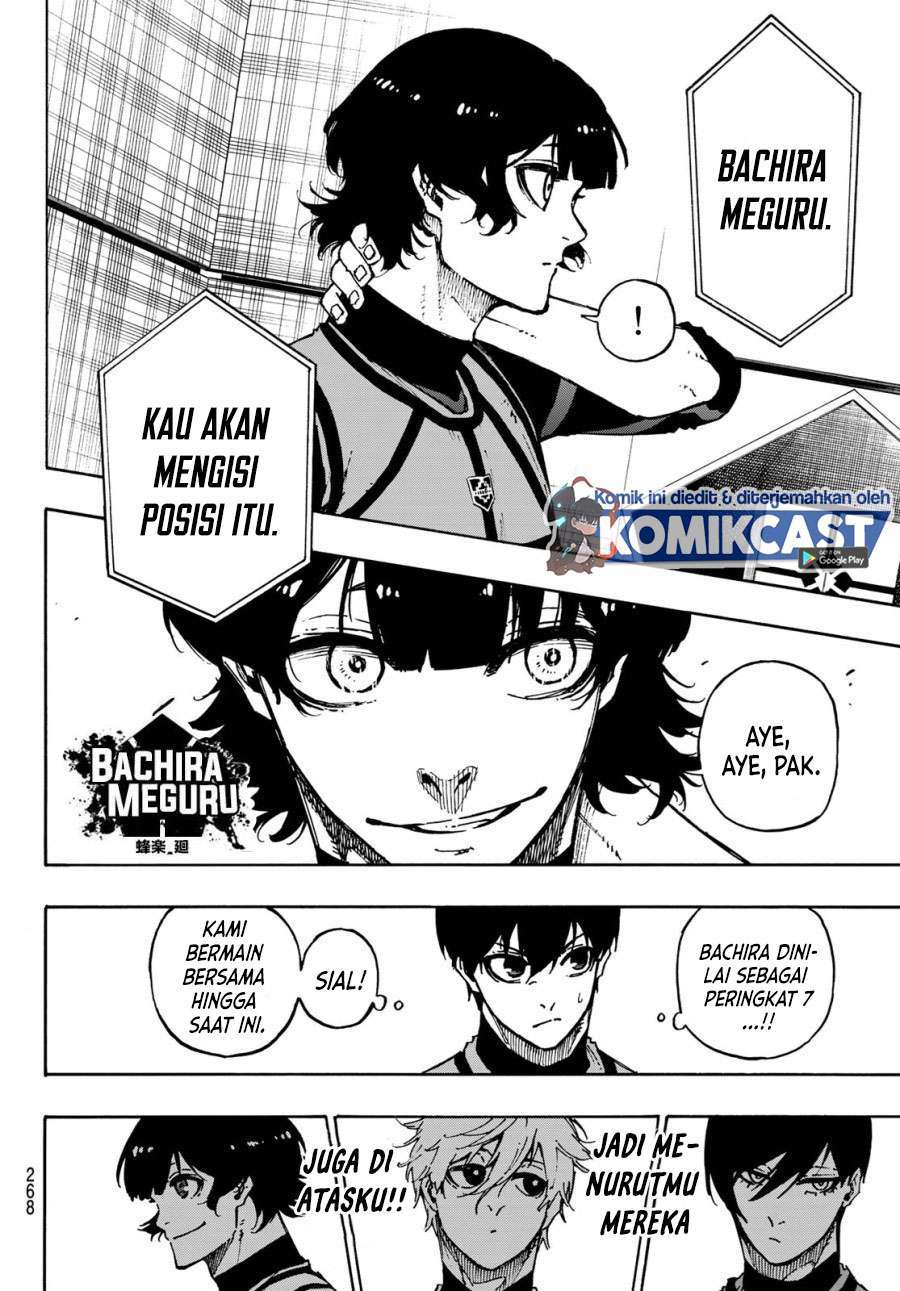 BACHIRA
MEGURU.
!
KAU AKAN
MENGISI
POSISI ITU.
Komik ini diedit & diterjemahkan oleh
KOMIKCAST
GET IT ON
Google Play
AYE,
AYE, PAK.
BACHIRA
MEGURU
蜂楽 廻
BACHIRA DINI-
LAI SEBAGAI
PERINGKAT 7
...!!
SIAL!
KAMI
BERMAIN
BERSAMA
HINGGA
SAAT INI.
JADI ME-
NURUTMU
MEREKA
JUGA DI
ATASKU!!
268